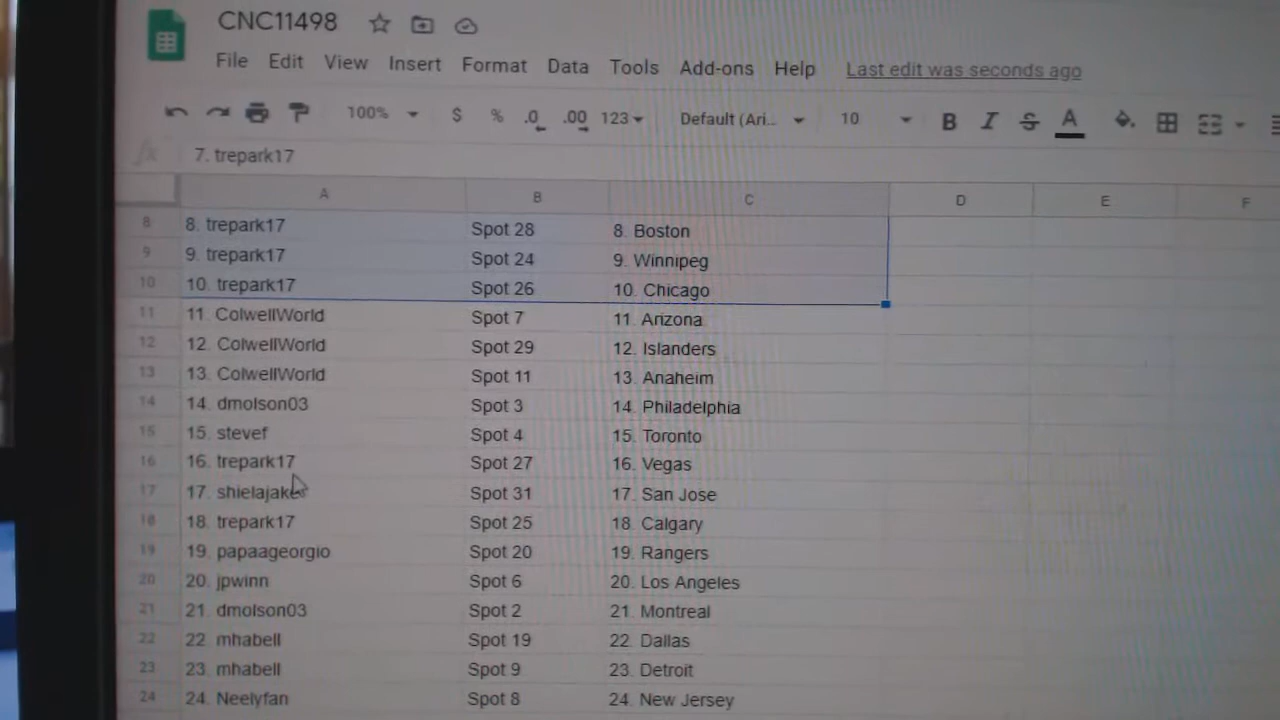 CNC11498
File Edit View Insert Format Data Tools Add-ons Help Last edit was seconds ago
100% $ % .0 .00 123 Default (Ari... 10 B I S A
fx 7. trepark17
A B C D E F
8 8. trepark17 Spot 28 8. Boston
9 9. trepark17 Spot 24 9. Winnipeg
10 10. trepark17 Spot 26 10. Chicago
11 11. ColwellWorld Spot 7 11. Arizona
12 12. ColwellWorld Spot 29 12. Islanders
13 13. ColwellWorld Spot 11 13. Anaheim
14 14. dmolson03 Spot 3 14. Philadelphia
15 15. stevef Spot 4 15. Toronto
16 16. trepark17 Spot 27 16. Vegas
17 17. shielajakes Spot 31 17. San Jose
18 18. trepark17 Spot 25 18. Calgary
19 19. papaageorgio Spot 20 19. Rangers
20 20. jpwinn Spot 6 20. Los Angeles
21 21. dmolson03 Spot 2 21. Montreal
22 22. mhabell Spot 19 22. Dallas
23 23. mhabell Spot 9 23. Detroit
24 24. Neelyfan Spot 8 24. New Jersey